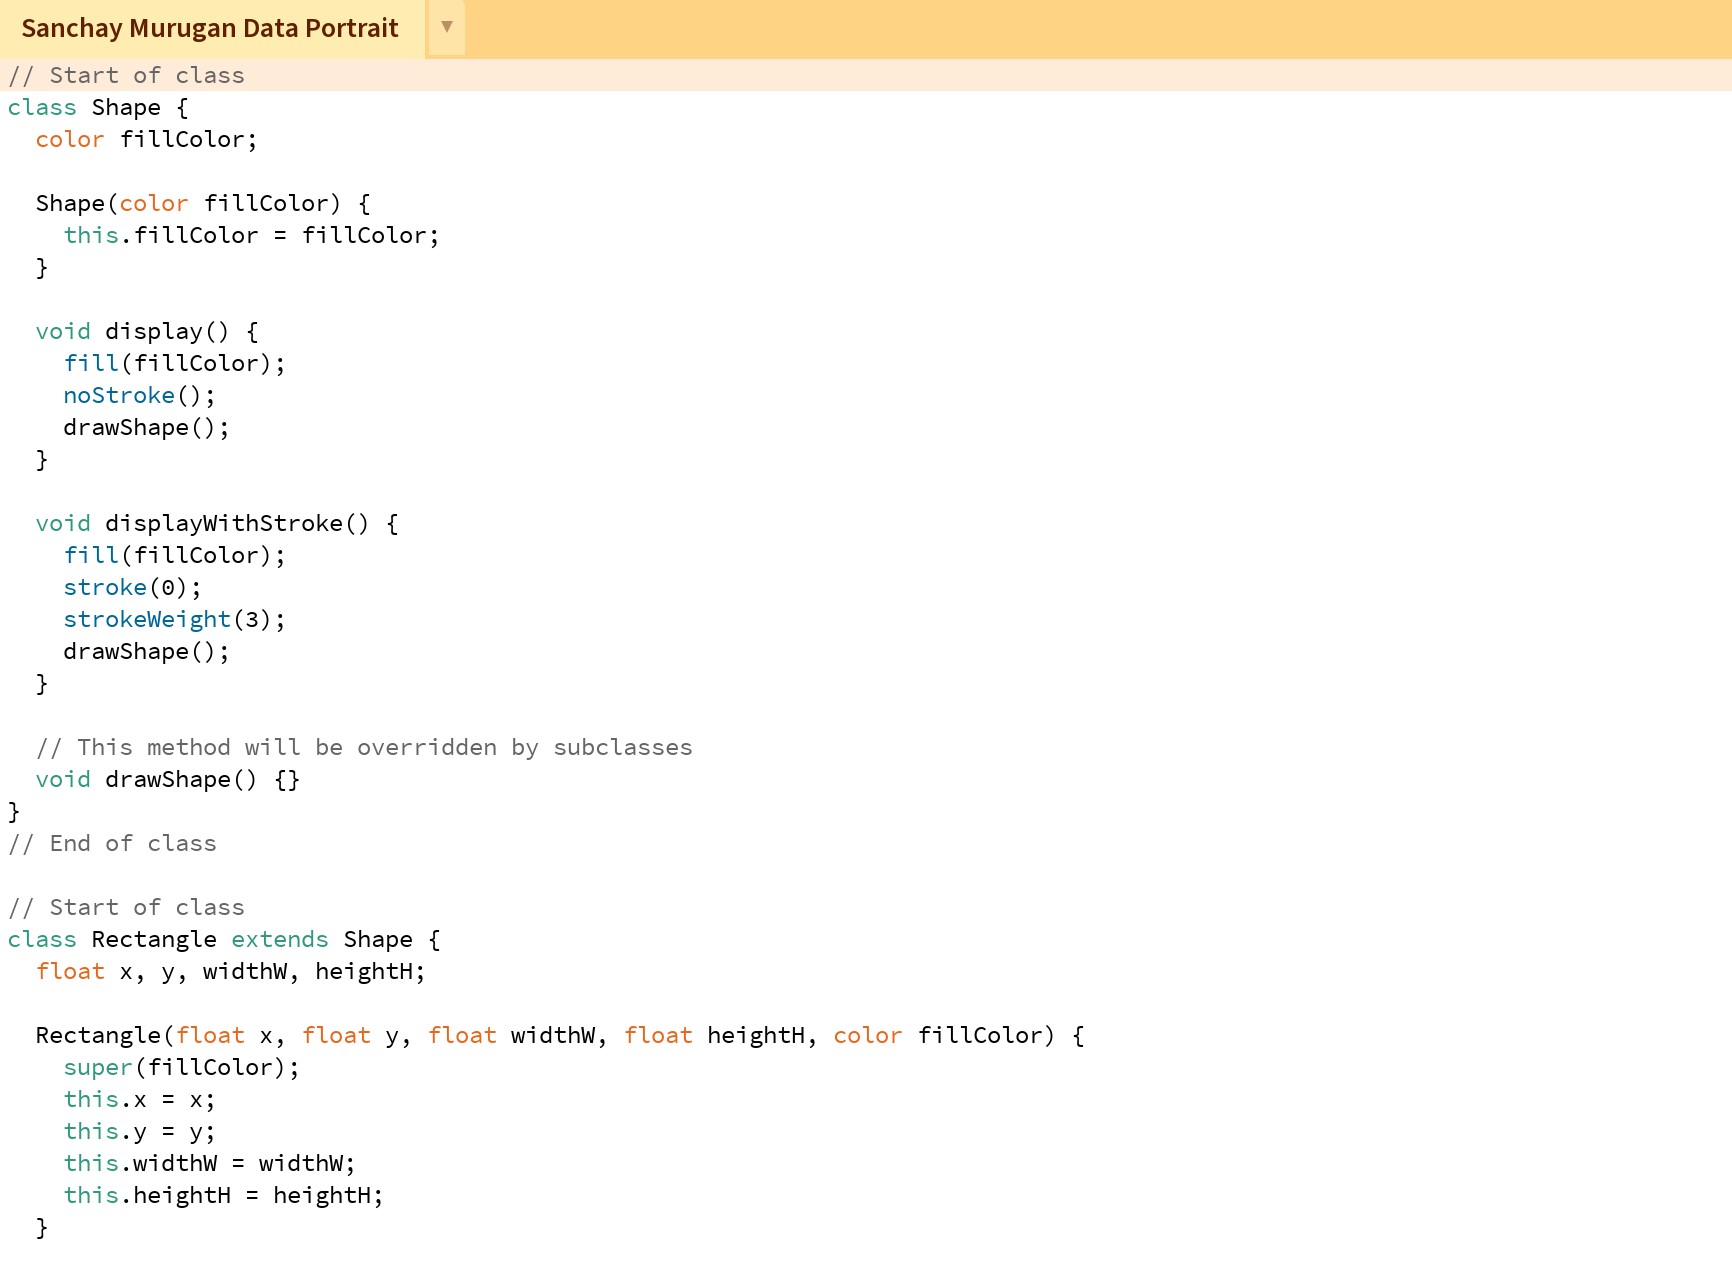 Sanchay Murugan Data Portrait ▼
// Start of class
class Shape {
  color fillColor;

  Shape(color fillColor) {
    this.fillColor = fillColor;
  }

  void display() {
    fill(fillColor);
    noStroke();
    drawShape();
  }

  void displayWithStroke() {
    fill(fillColor);
    stroke(0);
    strokeWeight(3);
    drawShape();
  }

  // This method will be overridden by subclasses
  void drawShape() {}
}
// End of class

// Start of class
class Rectangle extends Shape {
  float x, y, widthW, heightH;

  Rectangle(float x, float y, float widthW, float heightH, color fillColor) {
    super(fillColor);
    this.x = x;
    this.y = y;
    this.widthW = widthW;
    this.heightH = heightH;
  }